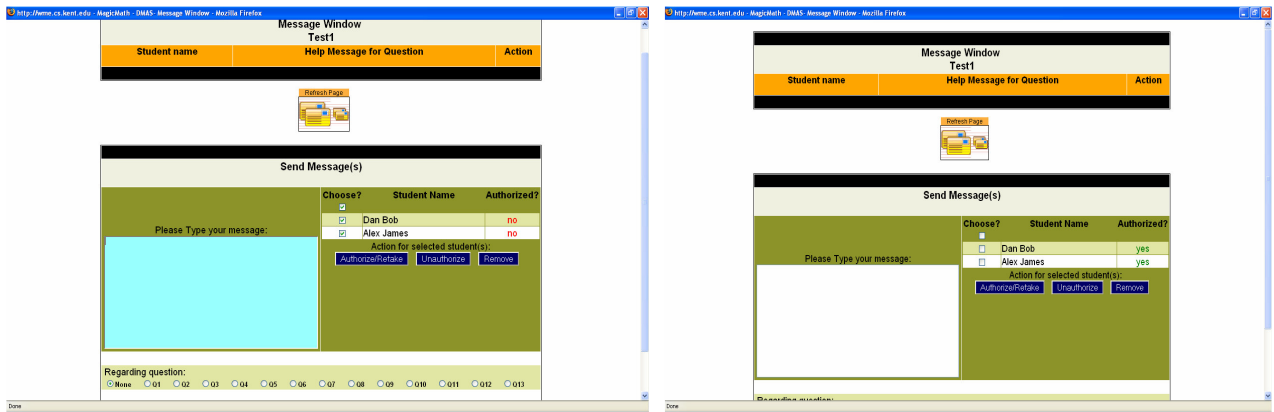 http://wme.cs.kent.edu - MagicMath - DMAS- Message Window - Mozilla Firefox
Message Window
Test1
Student name Help Message for Question Action
Refresh Page
Send Message(s)
Choose? Student Name Authorized?
Dan Bob no
Please Type your message: Alex James no
Action for selected student(s):
Authorize/Retake Unauthorize Remove
Regarding question:
None Q1 Q2 Q3 Q4 Q5 Q6 Q7 Q8 Q9 Q10 Q11 Q12 Q13
Done
http://wme.cs.kent.edu - MagicMath - DMAS- Message Window - Mozilla Firefox
Message Window
Test1
Student name Help Message for Question Action
Refresh Page
Send Message(s)
Choose? Student Name Authorized?
Dan Bob yes
Please Type your message: Alex James yes
Action for selected student(s):
Authorize/Retake Unauthorize Remove
Regarding question:
Done